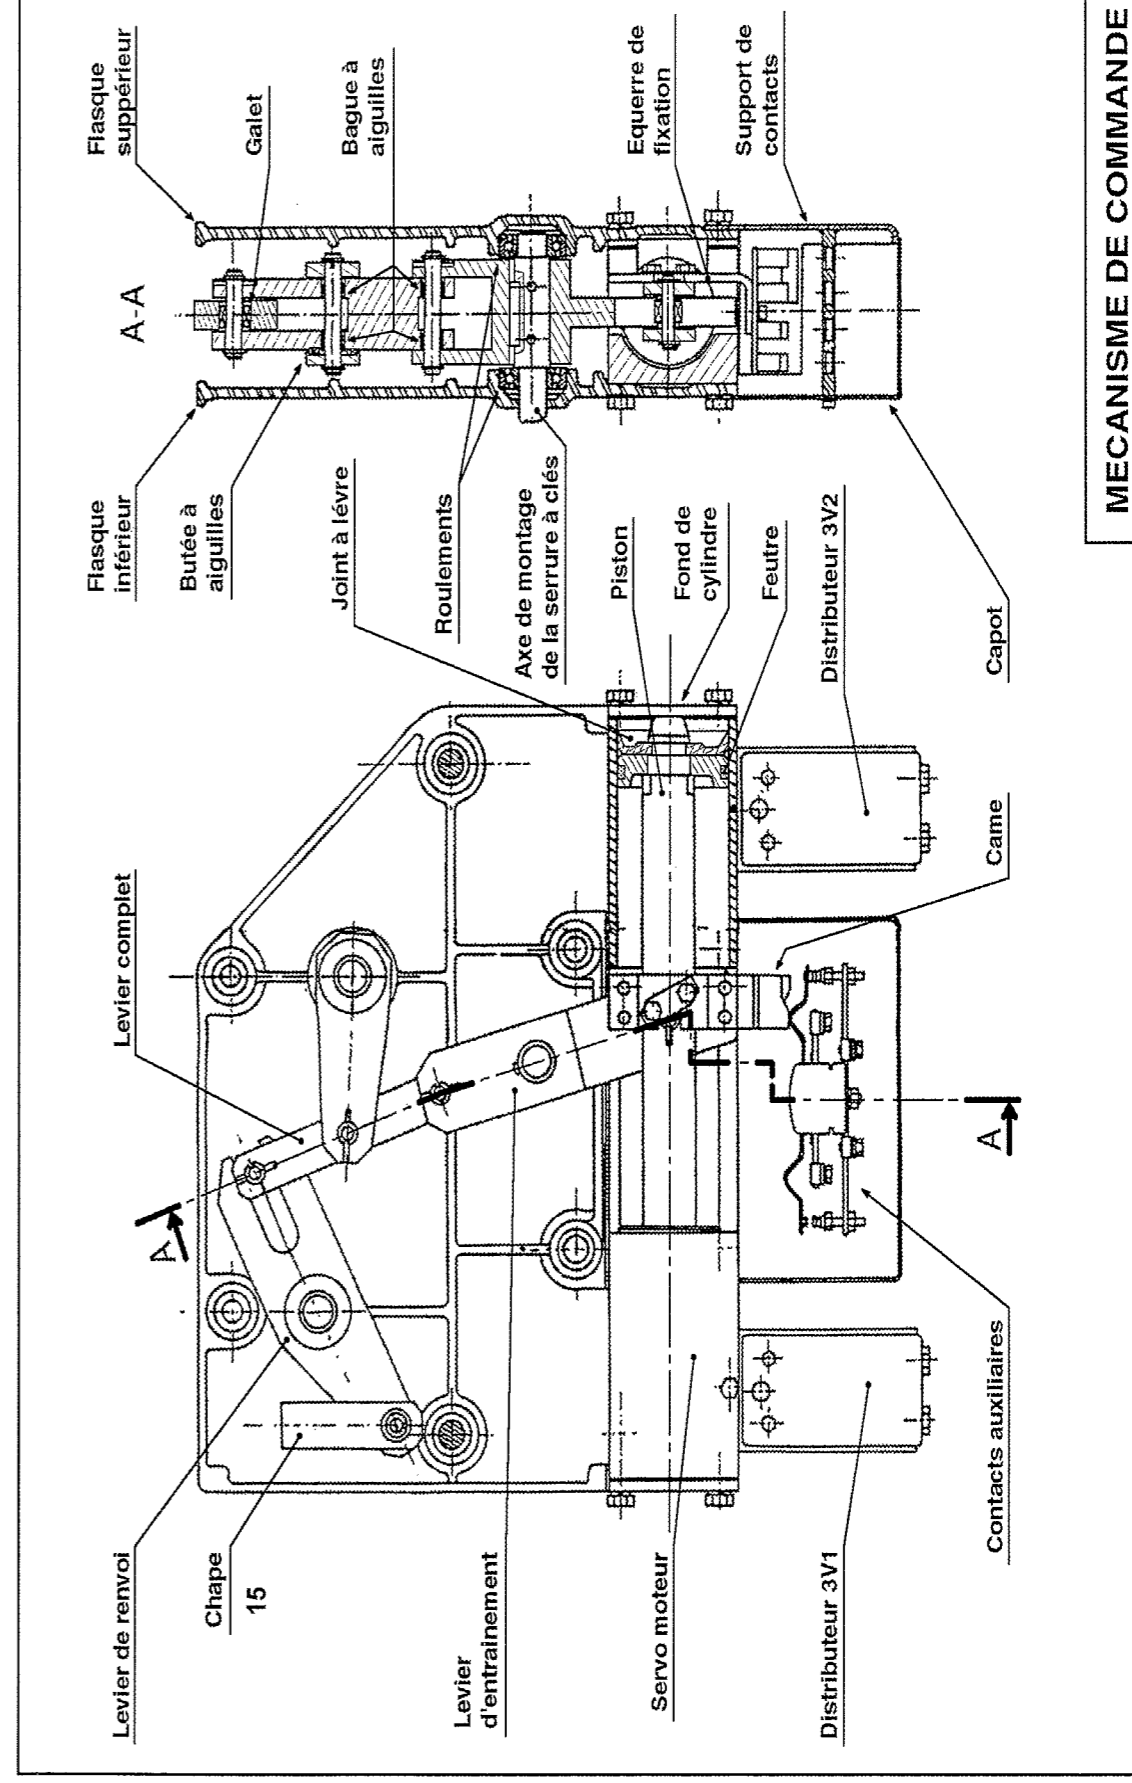 Flasque
supérieur
Galet
Bague à
aiguilles
Equerre de
fixation
Support de
contacts
A-A
Flasque
inférieur
Butée à
aiguilles
Joint à lévre
Roulements
Axe de montage
de la serrure à clés
Piston
Fond de
cylindre
Feutre
Distributeur 3V2
Capot
Levier complet
Came
A
A
Levier de renvoi
Chape
15
Levier
d'entrainement
Servo moteur
Distributeur 3V1
Contacts auxiliaires
MECANISME DE COMMANDE